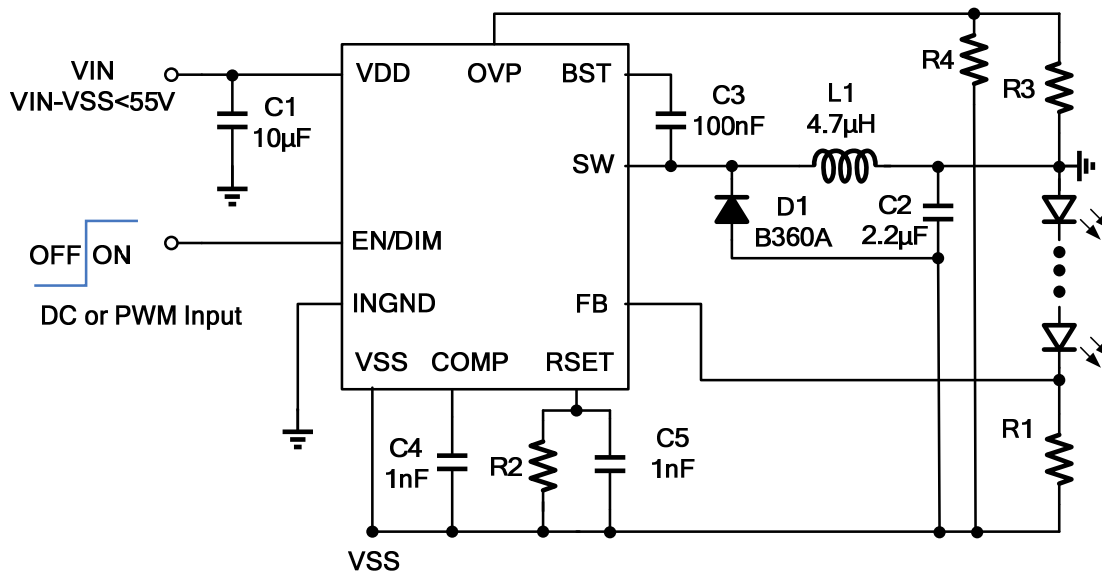 VIN
VIN-VSS<55V
C1
10µF
OFF ON
DC or PWM Input
VDD
OVP
BST
SW
EN/DIM
INGND
FB
VSS
COMP
RSET
C3
100nF
L1
4.7µH
R4
R3
D1
B360A
C2
2.2µF
C4
1nF
R2
C5
1nF
R1
VSS